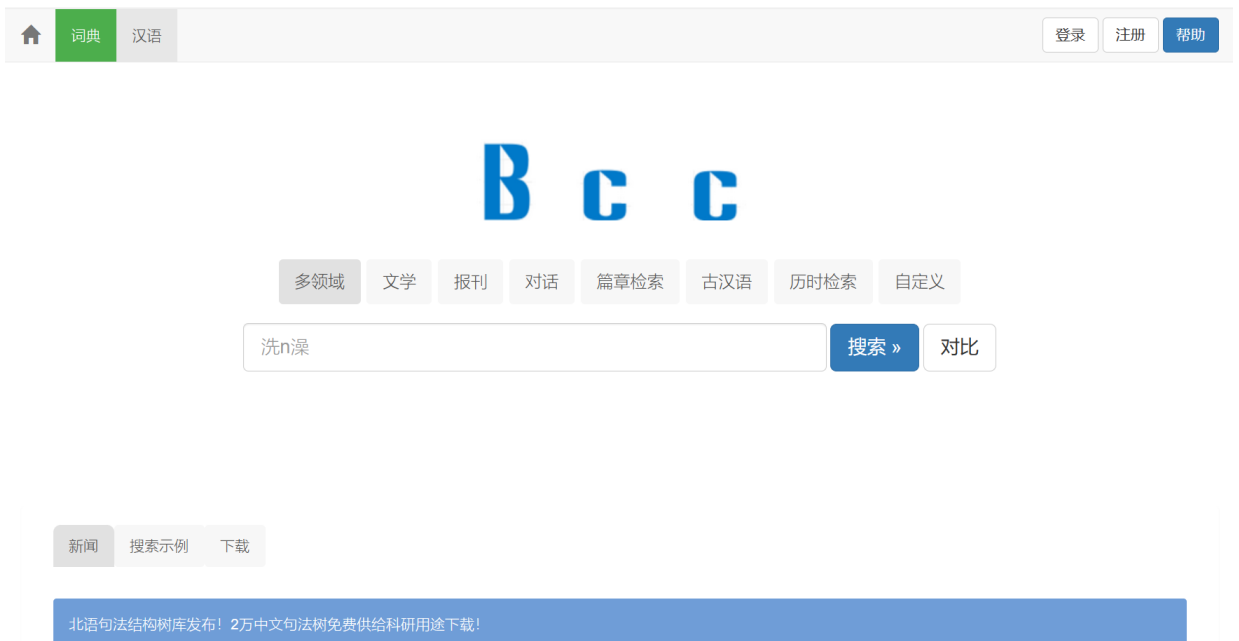 词典 汉语 登录 注册 帮助
Bcc
多领域 文学 报刊 对话 篇章检索 古汉语 历时检索 自定义
洗n澡 搜索 » 对比
新闻 搜索示例 下载
北语句法结构树库发布！2万中文句法树免费供给科研用途下载！